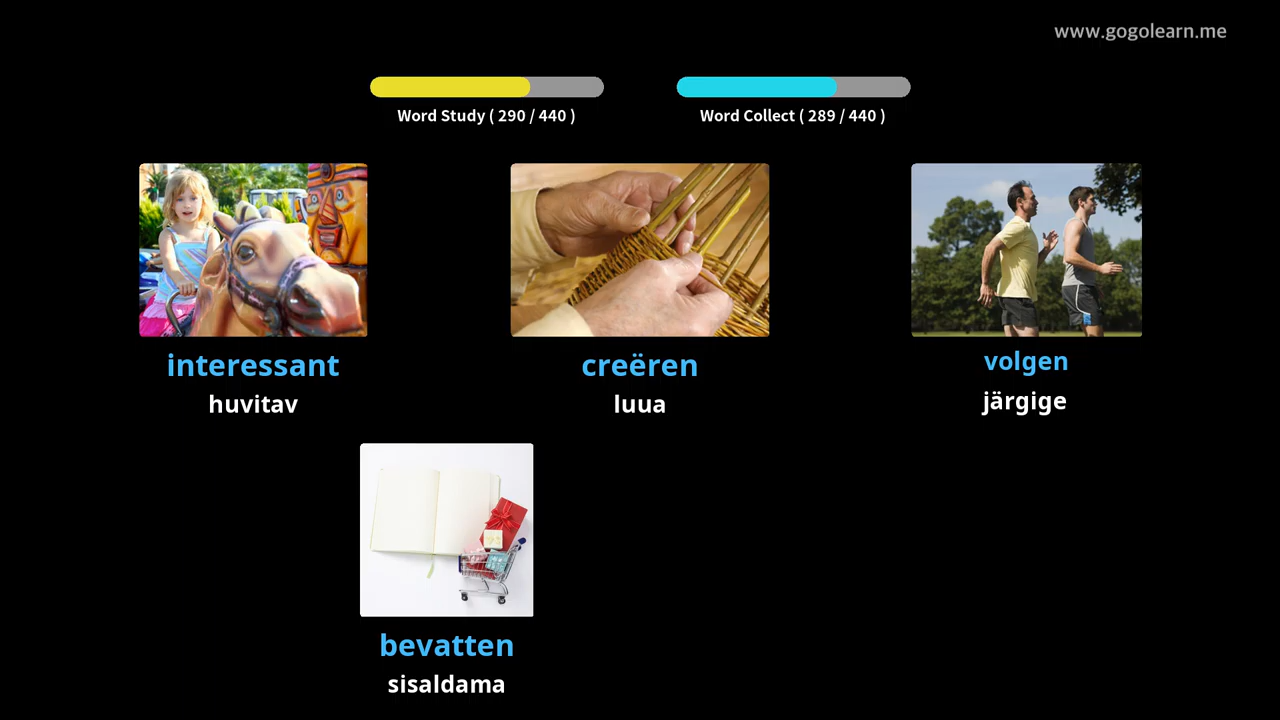 www.gogolearn.me
Word Study ( 290 / 440 )
Word Collect ( 289 / 440 )
interessant
huvitav
creëren
luua
volgen
järgige
bevatten
sisaldama